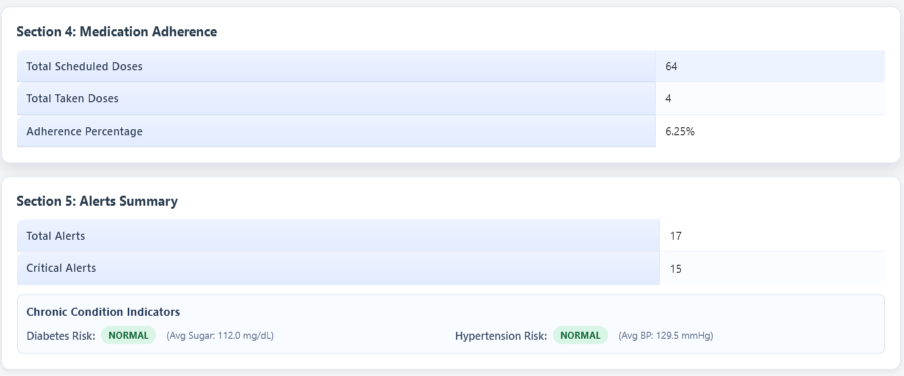 Section 4: Medication Adherence
Total Scheduled Doses 64
Total Taken Doses 4
Adherence Percentage 6.25%
Section 5: Alerts Summary
Total Alerts 17
Critical Alerts 15
Chronic Condition Indicators
Diabetes Risk: NORMAL (Avg Sugar: 112.0 mg/dL) Hypertension Risk: NORMAL (Avg BP: 129.5 mmHg)